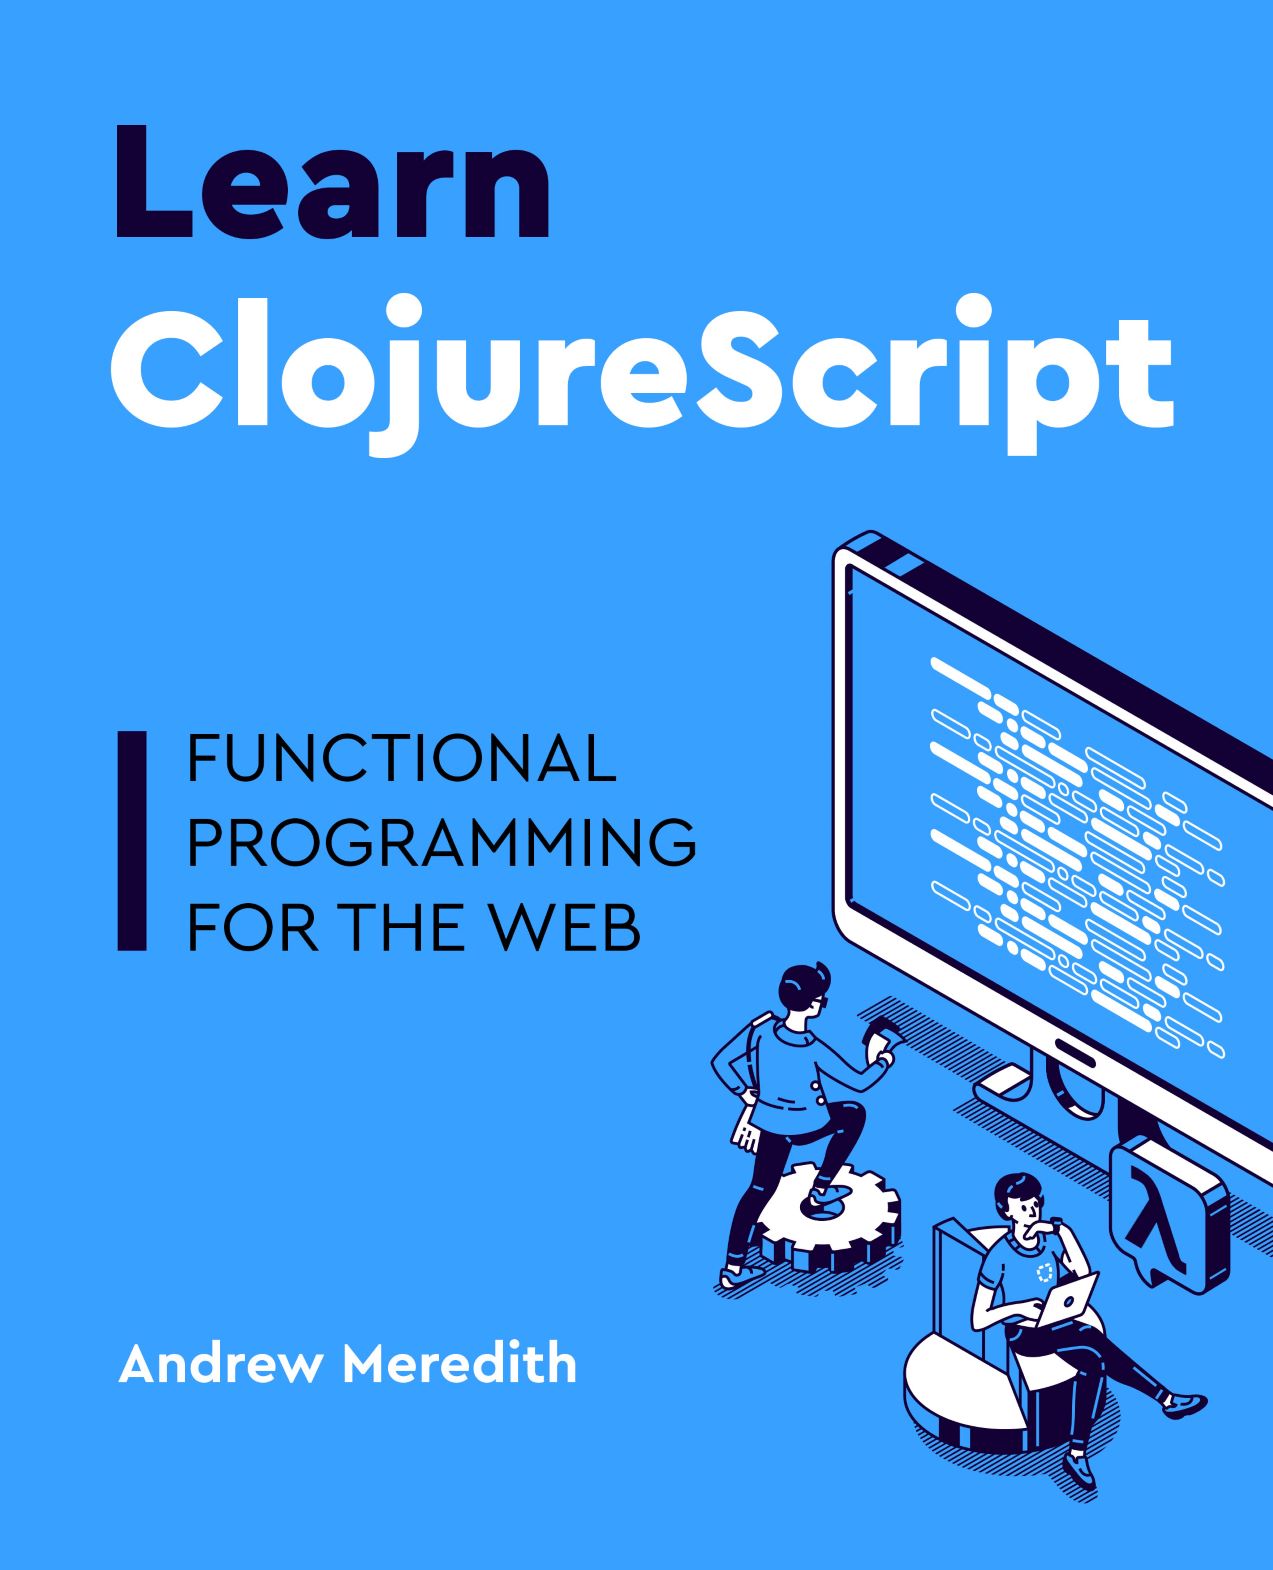 Learn
ClojureScript
FUNCTIONAL
PROGRAMMING
FOR THE WEB
λ
Andrew Meredith